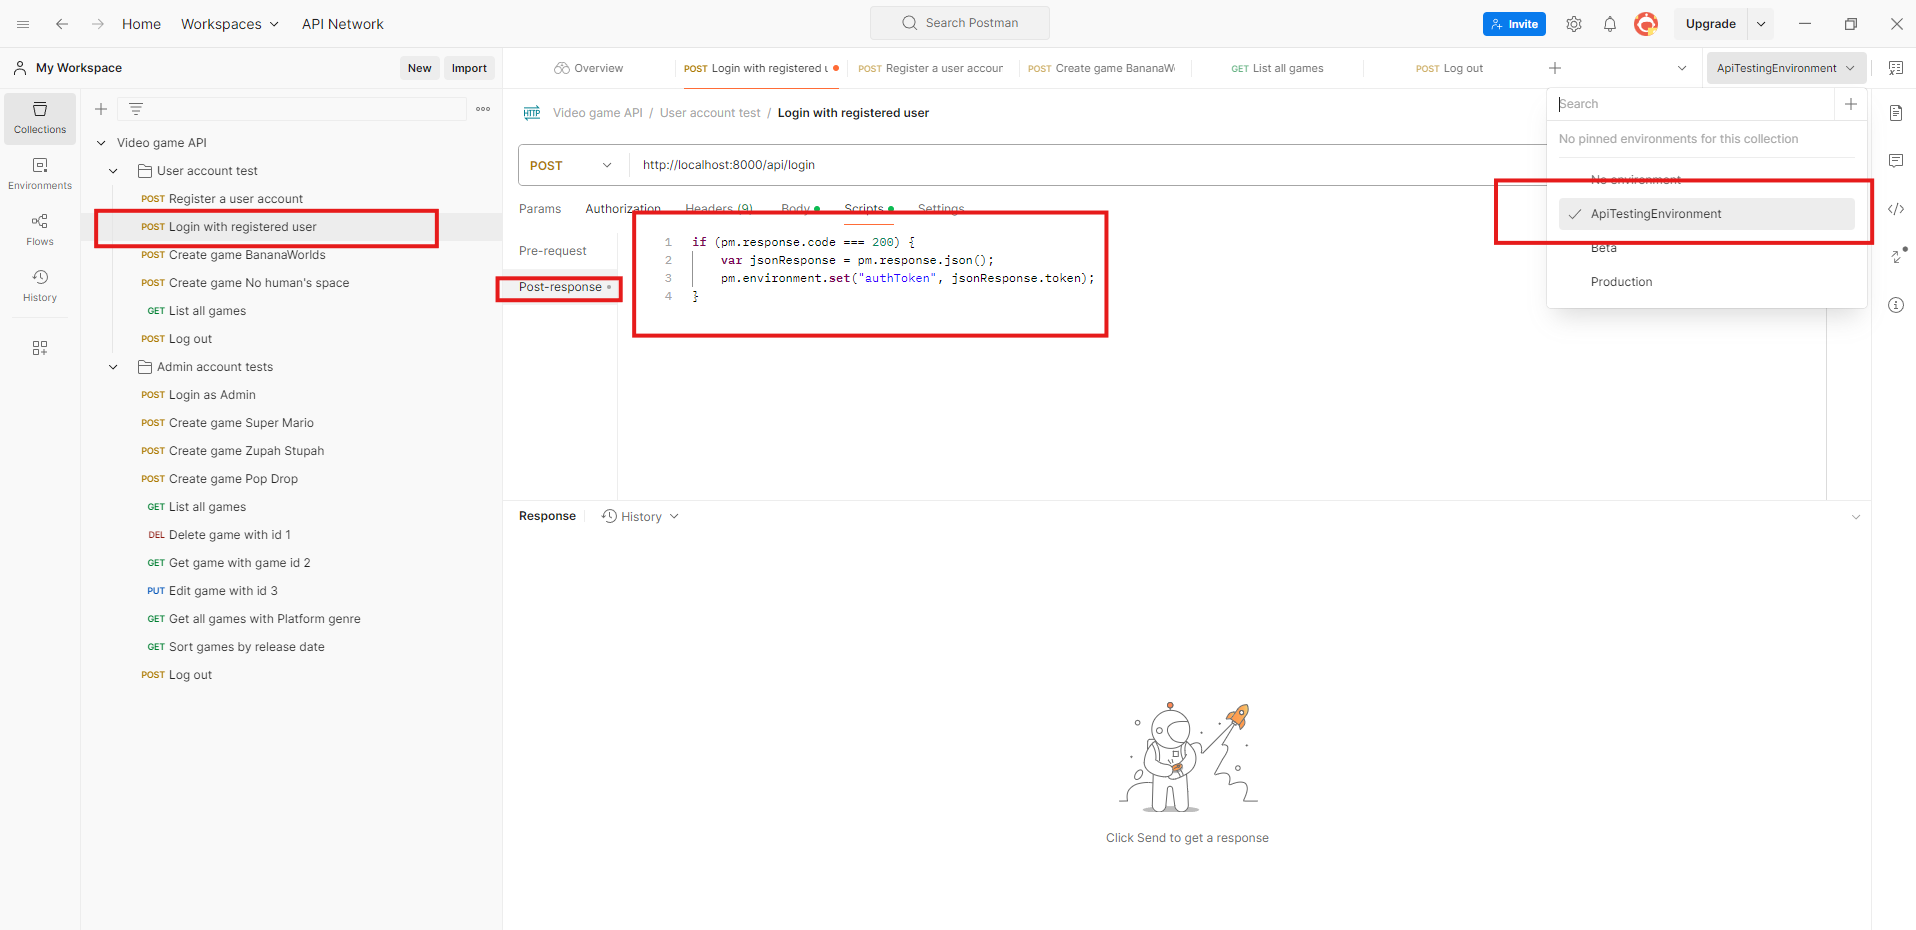 Home
Workspaces
API Network
Search Postman
Invite
Upgrade
My Workspace
New
Import
Overview
POST Login with registered u
POST Register a user accour
POST Create game BananaW
GET List all games
POST Log out
ApiTestingEnvironment
Collections
Environments
Flows
History
Video game API
User account test
POST Register a user account
POST Login with registered user
POST Create game BananaWorlds
POST Create game No human's space
GET List all games
POST Log out
Admin account tests
POST Login as Admin
POST Create game Super Mario
POST Create game Zupah Stupah
POST Create game Pop Drop
GET List all games
DEL Delete game with id 1
GET Get game with game id 2
PUT Edit game with id 3
GET Get all games with Platform genre
GET Sort games by release date
POST Log out
HTTP Video game API / User account test / Login with registered user
POST
http://localhost:8000/api/login
Params
Authorization
Headers (9)
Body
Scripts
Settings
Pre-request
Post-response
1 if (pm.response.code === 200) {
2 var jsonResponse = pm.response.json();
3 pm.environment.set("authToken", jsonResponse.token);
4 }
Search
No pinned environments for this collection
No environment
ApiTestingEnvironment
Beta
Production
Response
History
Click Send to get a response